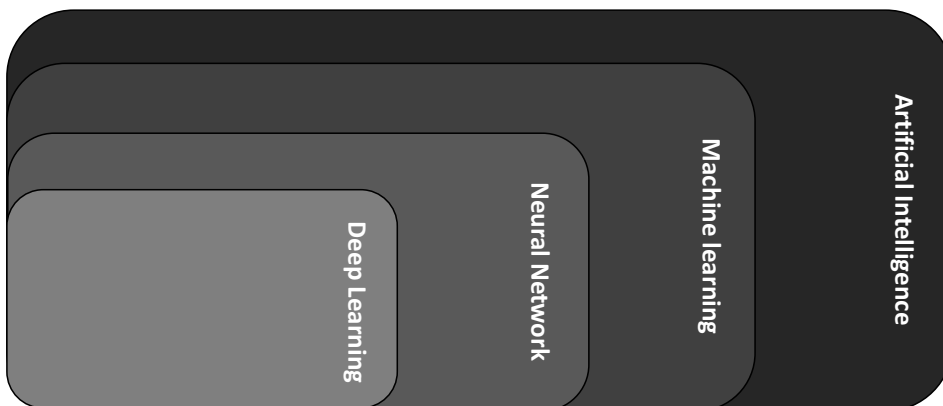 Artificial Intelligence
Machine learning
Neural Network
Deep Learning